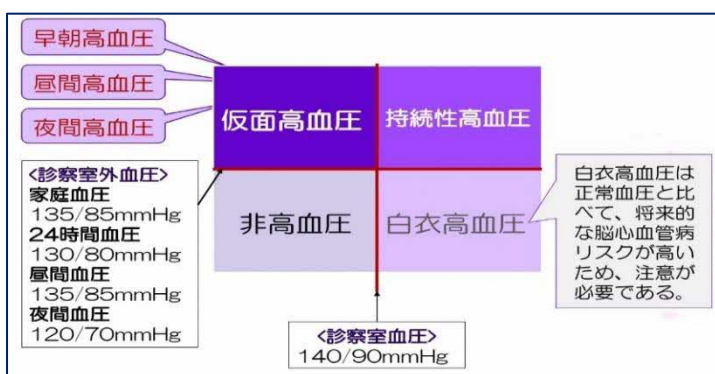 早朝高血圧
昼間高血圧
夜間高血圧
仮面高血圧
持続性高血圧
<診察室外血圧>
家庭血圧
135/85mmHg
24時間血圧
130/80mmHg
昼間血圧
135/85mmHg
夜間血圧
120/70mmHg
非高血圧
白衣高血圧
白衣高血圧は
正常血圧と比
べて、将来的
な脳心血管病
リスクが高い
ため、注意が
必要である。
<診察室血圧>
140/90mmHg